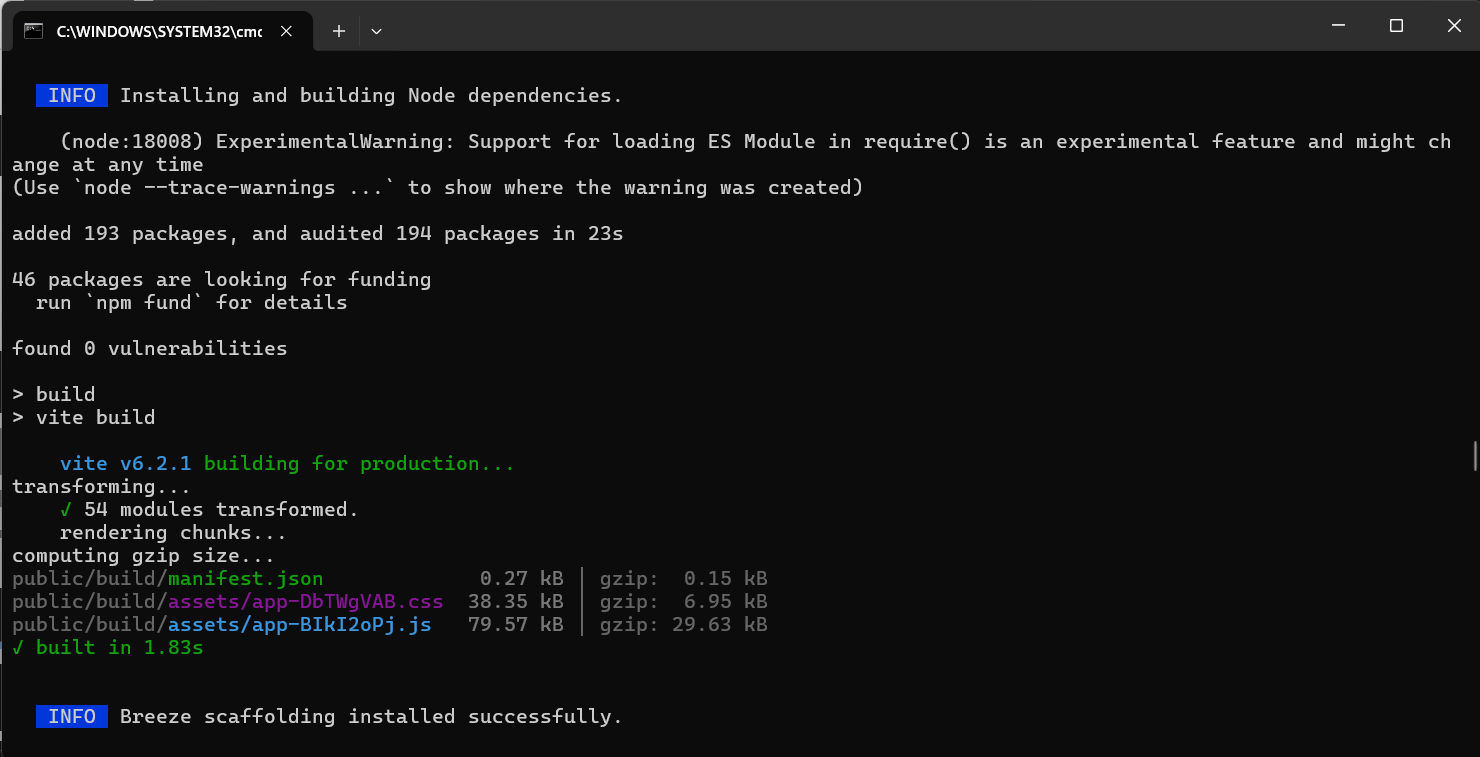 C:\WINDOWS\SYSTEM32\cmc
INFO Installing and building Node dependencies.
(node:18008) ExperimentalWarning: Support for loading ES Module in require() is an experimental feature and might ch
ange at any time
(Use `node --trace-warnings ...` to show where the warning was created)
added 193 packages, and audited 194 packages in 23s
46 packages are looking for funding
run `npm fund` for details
found 0 vulnerabilities
> build
> vite build
vite v6.2.1 building for production...
transforming...
√ 54 modules transformed.
rendering chunks...
computing gzip size...
public/build/manifest.json 0.27 kB │ gzip: 0.15 kB
public/build/assets/app-DbTWgVAB.css 38.35 kB │ gzip: 6.95 kB
public/build/assets/app-BIkI2oPj.js 79.57 kB │ gzip: 29.63 kB
√ built in 1.83s
INFO Breeze scaffolding installed successfully.